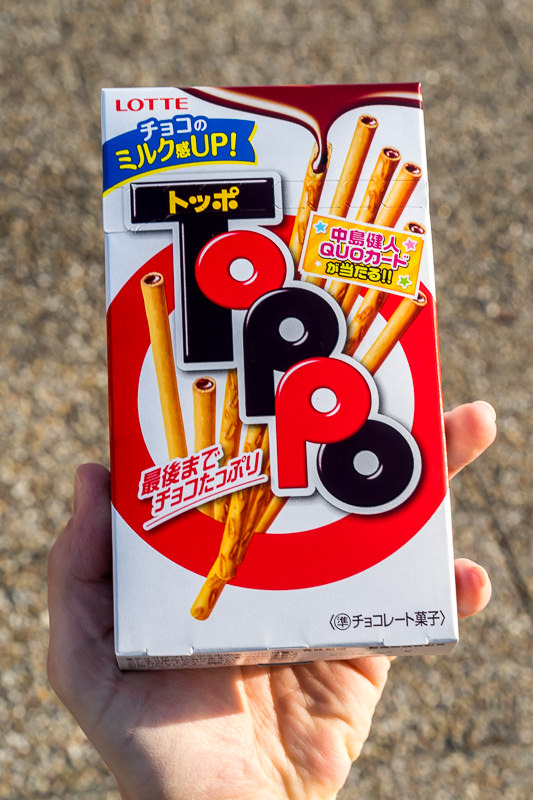 LOTTE
チョコの
ミルク感UP!
トッポ
TOPPO
中島健人
QUOカード
が当たる!!
最後まで
チョコたっぷり
〈㊜チョコレート菓子〉